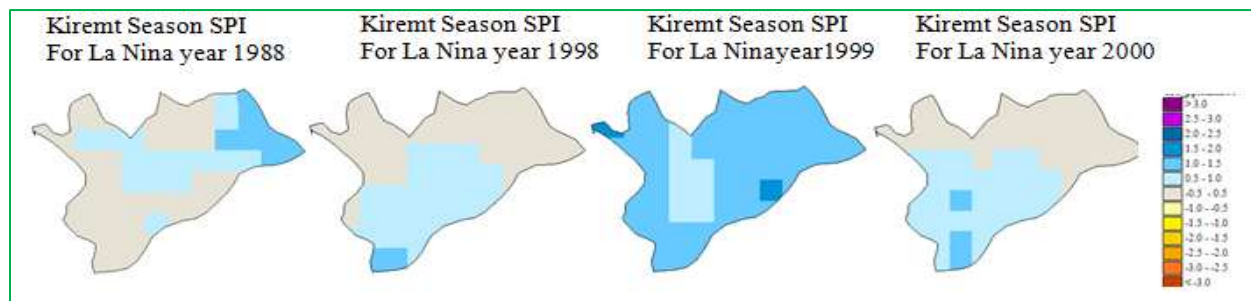 Kiremt Season SPI
For La Nina year 1988
Kiremt Season SPI
For La Nina year 1998
Kiremt Season SPI
For La Ninayear1999
Kiremt Season SPI
For La Nina year 2000
> 3.0
2.5 - 3.0
2.0 - 2.5
1.5 - 2.0
1.0 - 1.5
0.5 - 1.0
-0.5 - 0.5
-1.0 - -0.5
-1.5 - -1.0
-2.0 - -1.5
-2.5 - -2.0
-3.0 - -2.5
< -3.0